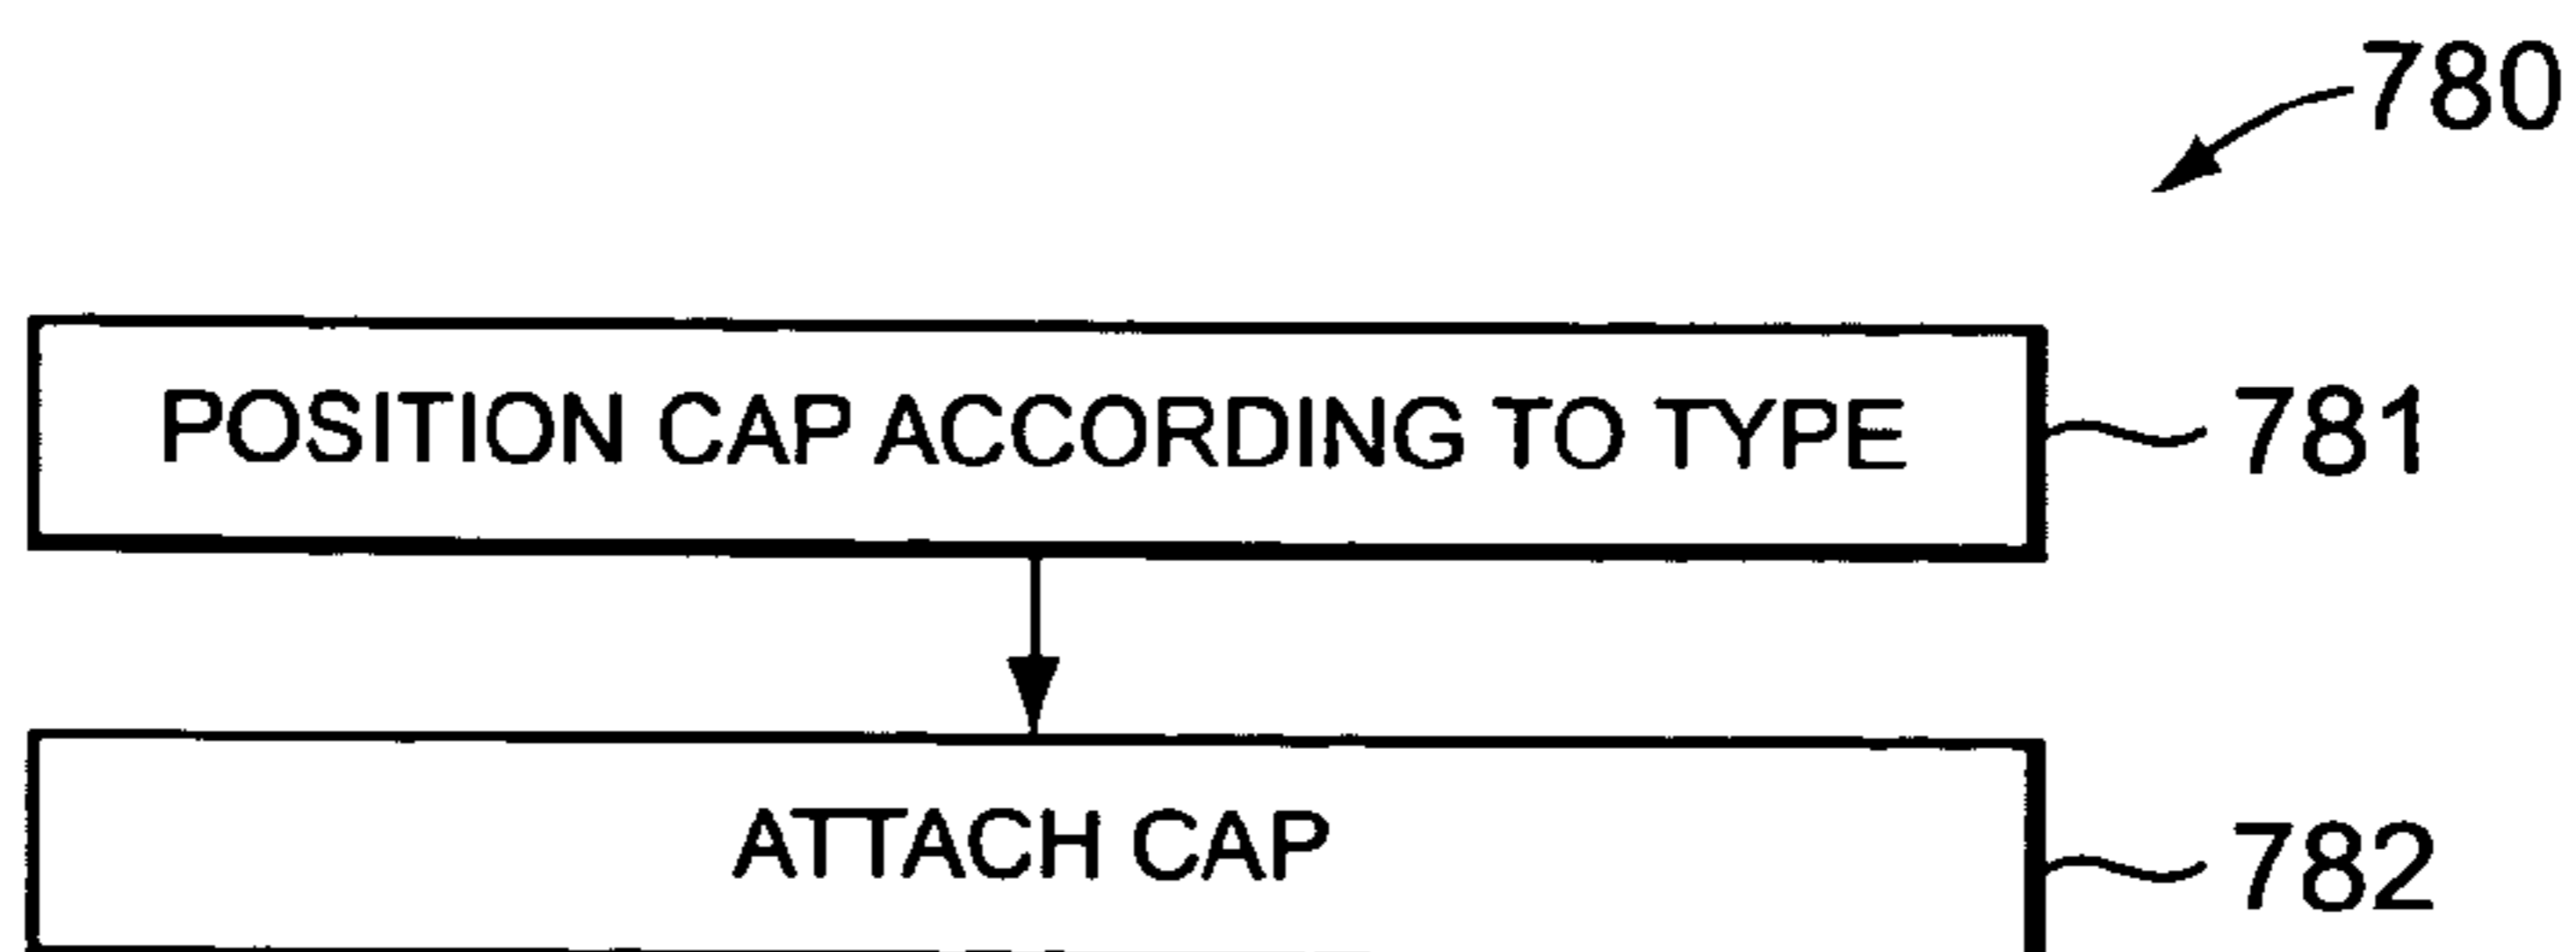 780
POSITION CAP ACCORDING TO TYPE
781
ATTACH CAP
782